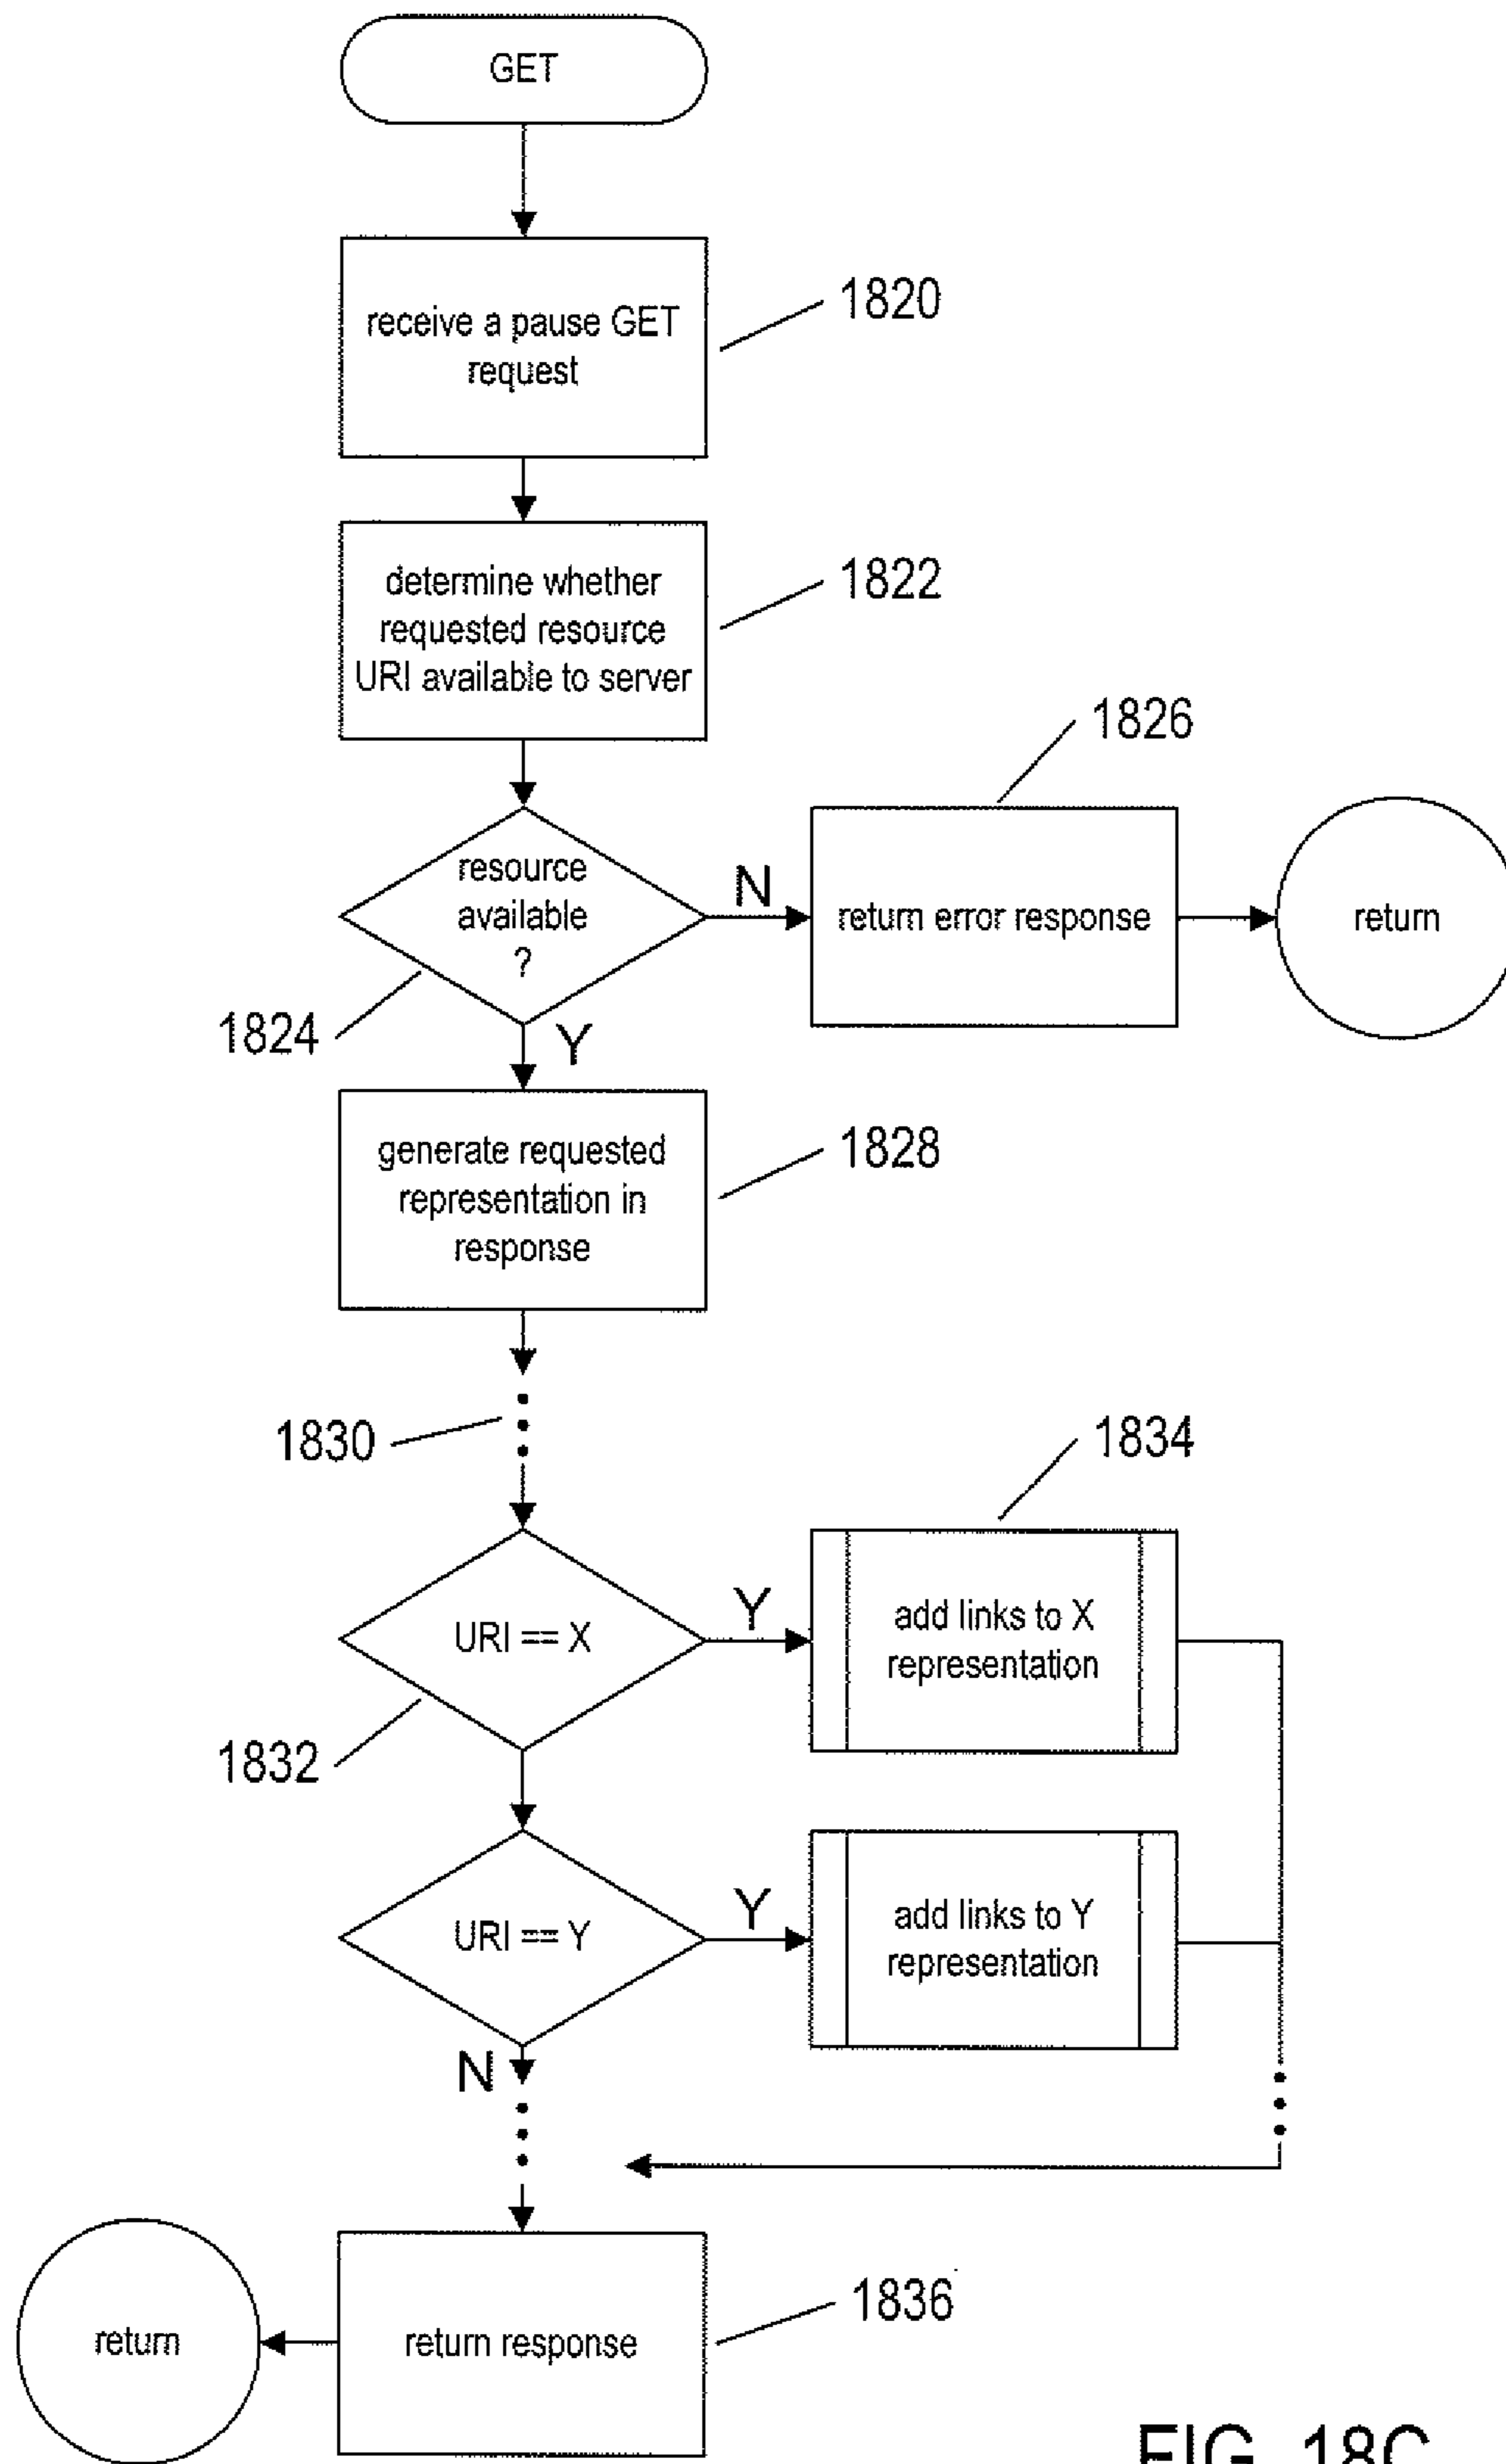 GET
receive a pause GET
request
1820
determine whether
requested resource
URI available to server
1822
1826
resource
available
?
N
return error response
return
1824
Y
generate requested
representation in
response
1828
1830
1834
URI == X
Y
add links to X
representation
1832
URI == Y
Y
add links to Y
representation
N
return
return response
1836
FIG. 18C